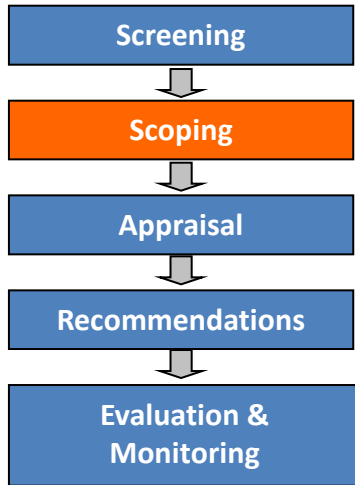 Screening
Scoping
Appraisal
Recommendations
Evaluation &
Monitoring